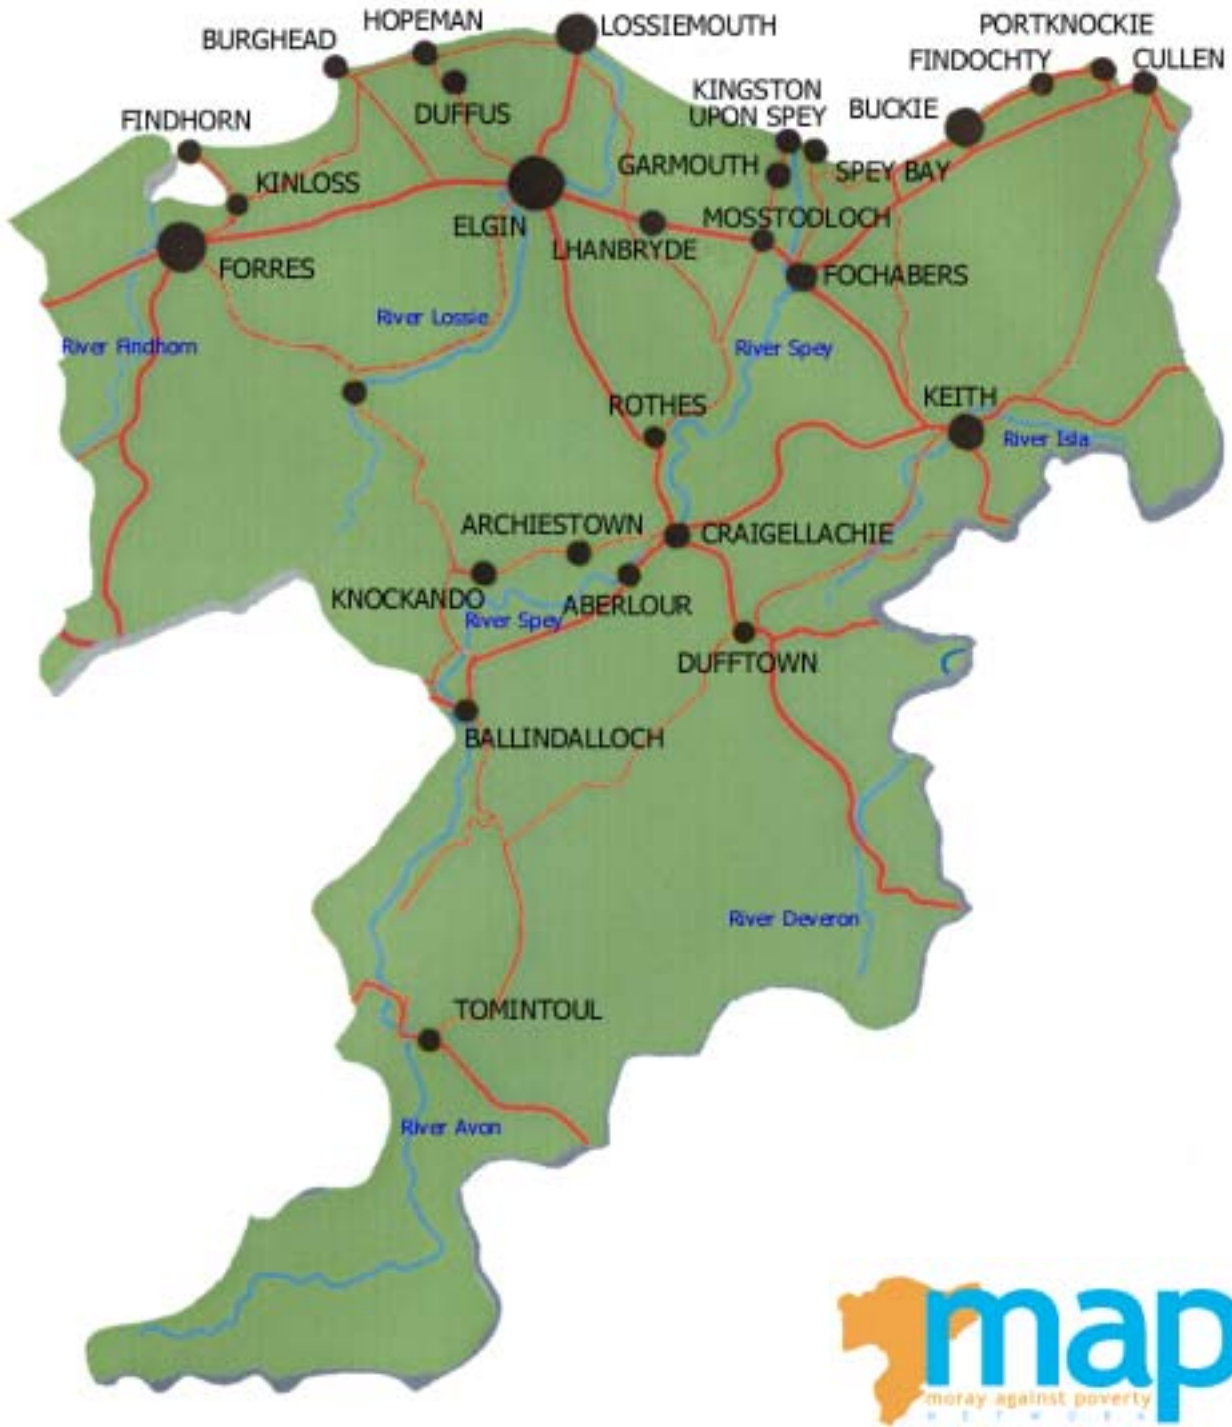 HOPEMAN
LOSSIEMOUTH
PORTKNOCKIE
BURGHEAD
FINDOCHTY
CULLEN
KINGSTON
UPON SPEY
BUCKIE
DUFFUS
FINDHORN
GARMOUTH
SPEY BAY
KINLOSS
MOSSTODLOCH
ELGIN
LHANBRYDE
FORRES
FOCHABERS
River Lossie
River Findhorn
River Spey
KEITH
ROTHES
River Isla
ARCHIESTOWN
CRAIGELLACHIE
KNOCKANDO
ABERLOUR
River Spey
DUFFTOWN
BALLINDALLOCH
River Deveron
TOMINTOUL
River Avon
map
moray against poverty
NETWORK